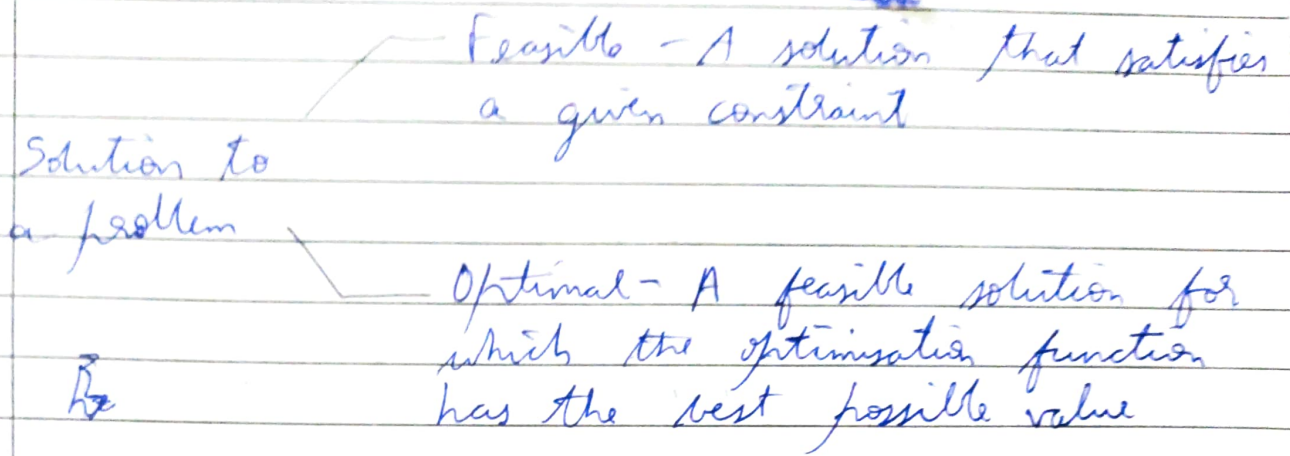 Feasible - A solution that satisfies
a given constraint
Solution to
a problem
Optimal - A feasible solution for
which the optimisation function
has the best possible value